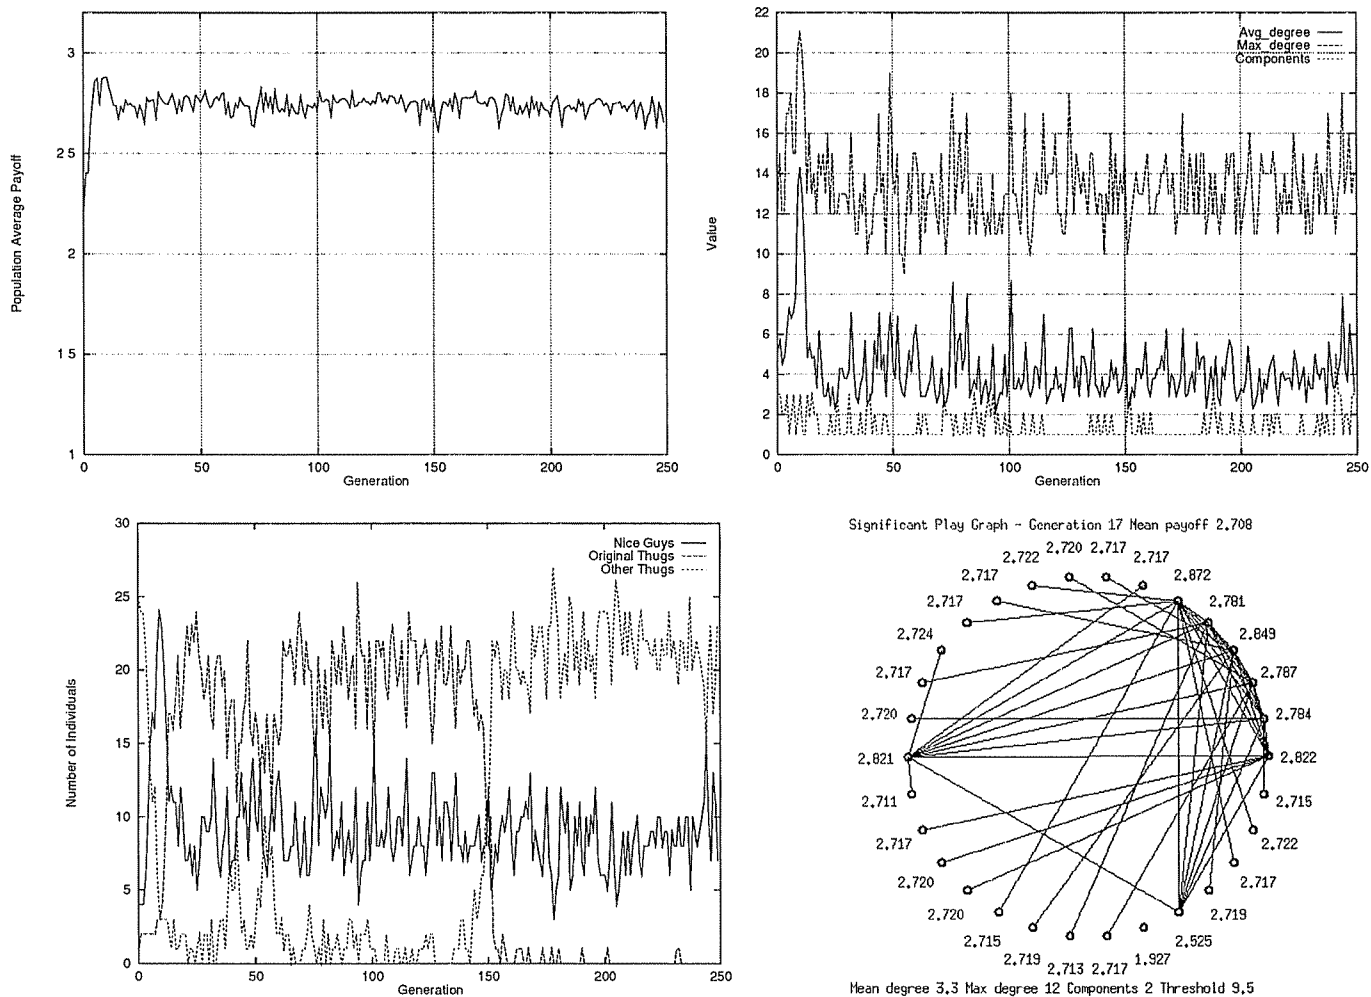 3
2 5
2
1 5
1
0 50 100 150 200 250
Generation
Population Average Payoff
22
20
18
16
14
12
10
8
6
4
2
0
0 50 100 150 200 250
Generation
Value
Avg_degree
Max_degree
Components
30
25
20
15
10
5
0
0 50 100 150 200 250
Generation
Number of Individuals
Nice Guys
Original Thugs
Other Thugs
Significant Play Graph - Generation 17 Mean payoff 2.708
2.722 2.720 2.717 2.717
2.717 2.872
2.717 2.781
2.724 2.849
2.717 2.787
2.720 2.784
2.821 2.822
2.711 2.715
2.717 2.722
2.720 2.717
2.720 2.719
2.715 2.525
2.719 2.713 2.717 1.927
Mean degree 3.3 Max degree 12 Components 2 Threshold 9.5